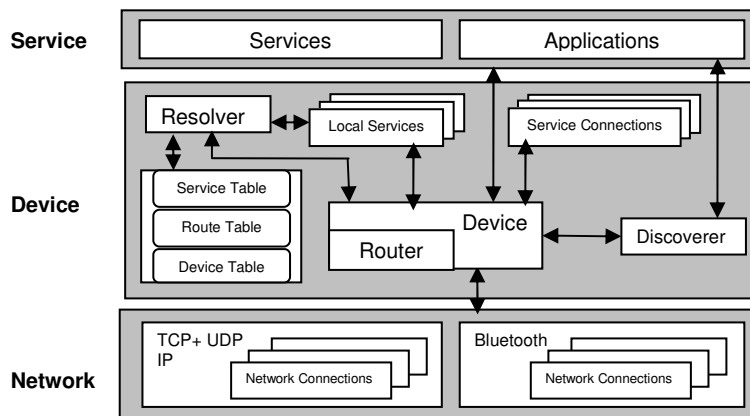 Service
Services
Applications
Device
Resolver
Local Services
Service Connections
Service Table
Route Table
Device Table
Device
Router
Discoverer
Network
TCP+ UDP
IP
Network Connections
Bluetooth
Network Connections